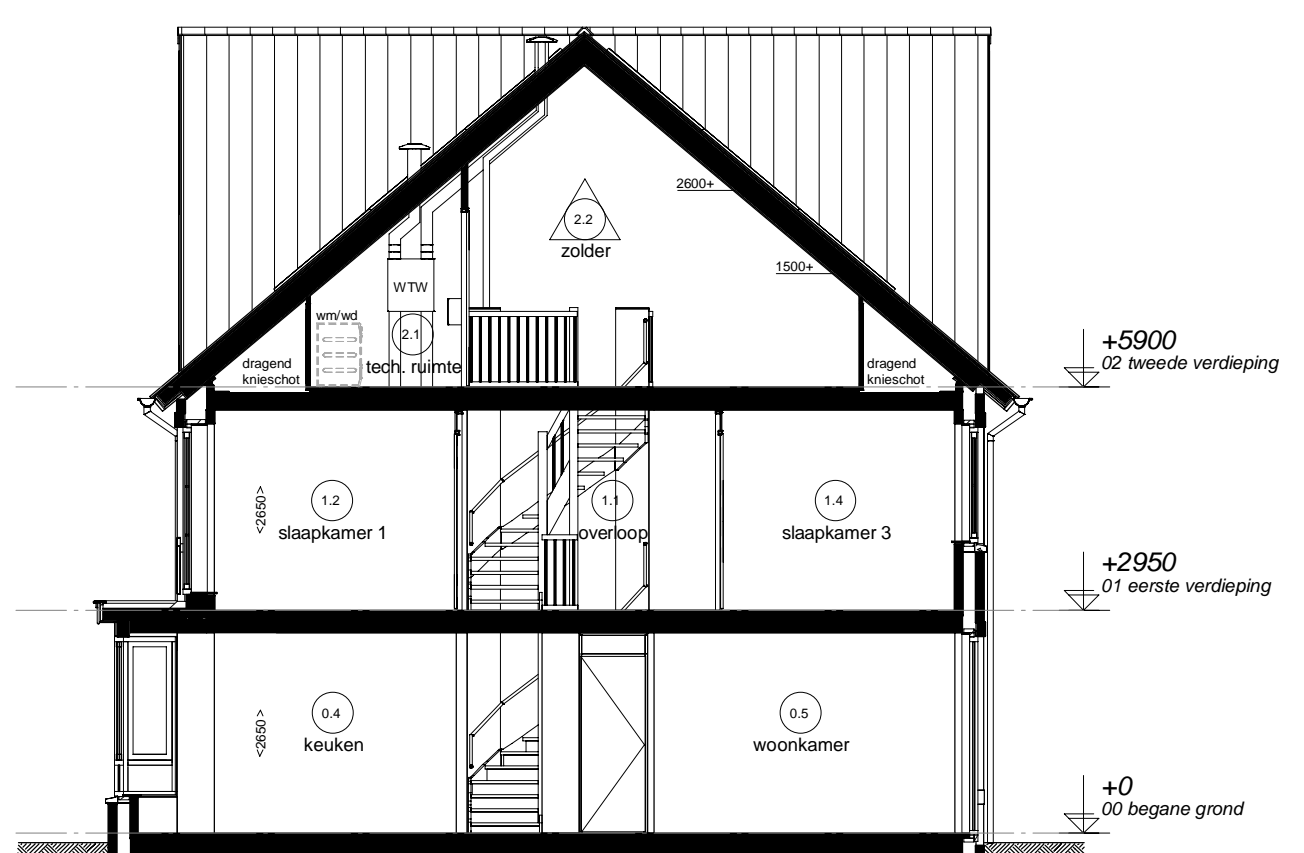 2600+
2.2
zolder
1500+
WTW
wm/wd
2.1
tech. ruimte
dragend
knieschot
dragend
knieschot
+5900
02 tweede verdieping
<2650>
1.2
slaapkamer 1
1.1
overloop
1.4
slaapkamer 3
+2950
01 eerste verdieping
<2650>
0.4
keuken
0.5
woonkamer
+0
00 begane grond